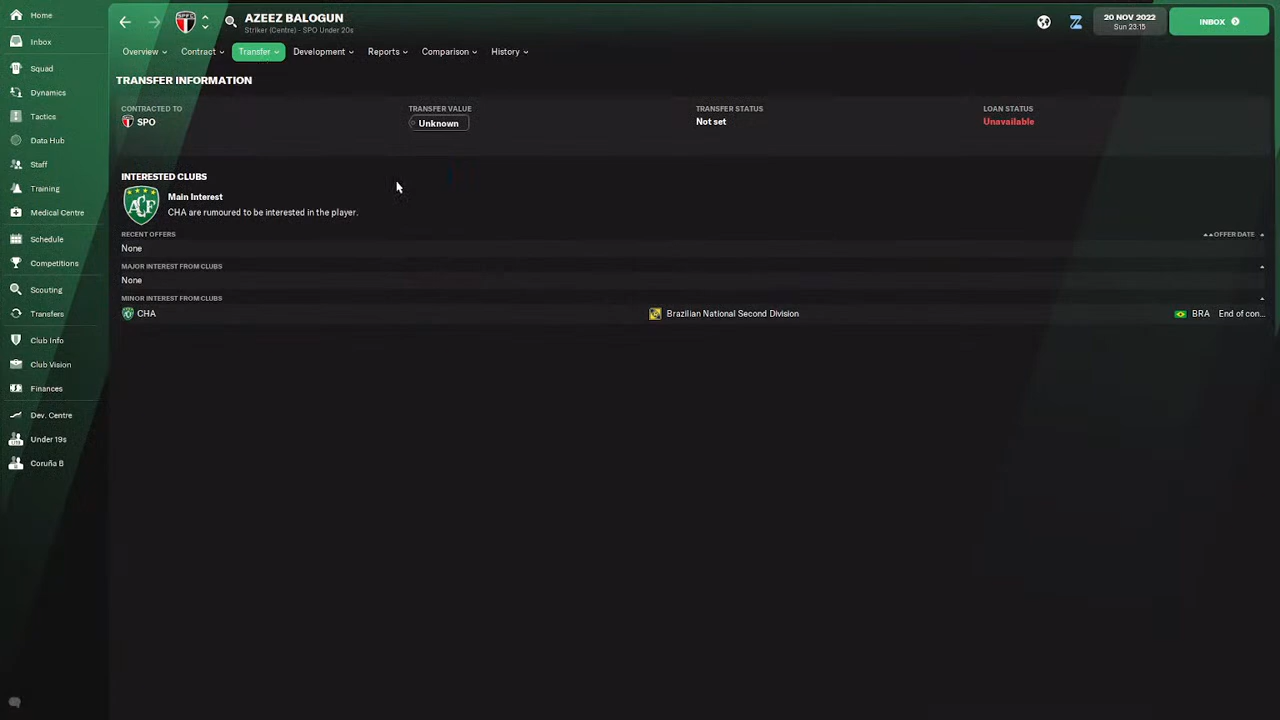 Home
Inbox
Squad
Dynamics
Tactics
Data Hub
Staff
Training
Medical Centre
Schedule
Competitions
Scouting
Transfers
Club Info
Club Vision
Finances
Dev. Centre
Under 19s
Coruña B
AZEEZ BALOGUN
Striker (Centre) - SPO Under 20s
20 NOV 2022
Sun 23:15
INBOX
Overview Contract Transfer Development Reports Comparison History
TRANSFER INFORMATION
CONTRACTED TO TRANSFER VALUE TRANSFER STATUS LOAN STATUS
SPO Unknown Not set Unavailable
INTERESTED CLUBS
Main Interest
CHA are rumoured to be interested in the player.
RECENT OFFERS OFFER DATE
None
MAJOR INTEREST FROM CLUBS
None
MINOR INTEREST FROM CLUBS
CHA Brazilian National Second Division BRA End of con...